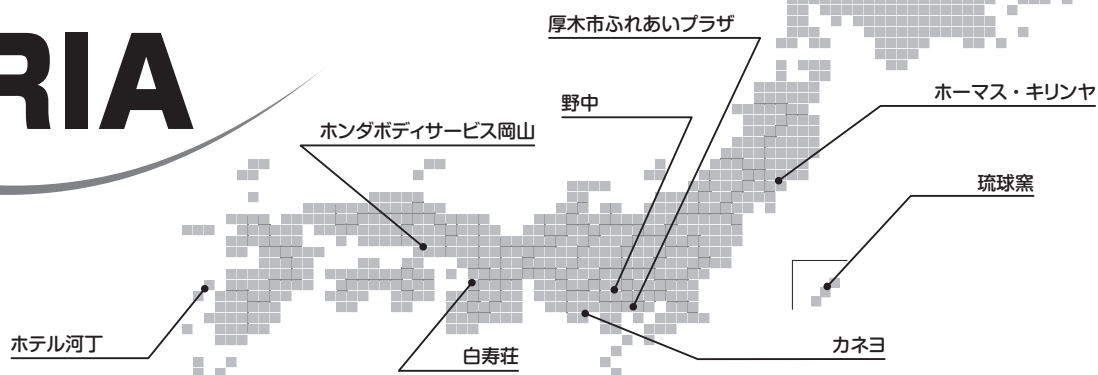 厚木市ふれあいプラザ
RIA
ホーマス・キリンヤ
野中
ホンダボディサービス岡山
琉球窯
ホテル河丁
白寿荘
カネヨ